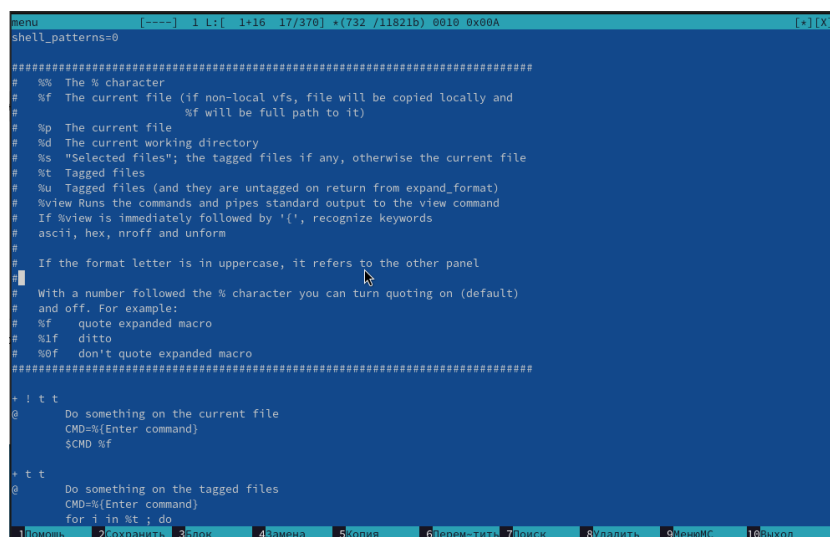 menu [----] 1 L:[ 1+16 17/370] *(732 /11821b) 0010 0x00A [*][X]
shell_patterns=0
##############################################################################
# %% The % character
# %f The current file (if non-local vfs, file will be copied locally and
# %f will be full path to it)
# %p The current file
# %d The current working directory
# %s "Selected files"; the tagged files if any, otherwise the current file
# %t Tagged files
# %u Tagged files (and they are untagged on return from expand_format)
# %view Runs the commands and pipes standard output to the view command
# If %view is immediately followed by '{', recognize keywords
# ascii, hex, nroff and unform
#
# If the format letter is in uppercase, it refers to the other panel
#
# With a number followed the % character you can turn quoting on (default)
# and off. For example:
# %f quote expanded macro
# %1f ditto
# %0f don't quote expanded macro
##############################################################################
+ ! t t
@ Do something on the current file
CMD=%{Enter command}
$CMD %f
+ t t
@ Do something on the tagged files
CMD=%{Enter command}
for i in %t ; do
1Помощь 2Сохранить 3Блок 4Замена 5Копия 6Перем~тить 7Поиск 8Удалить 9МенюMC 10Выход